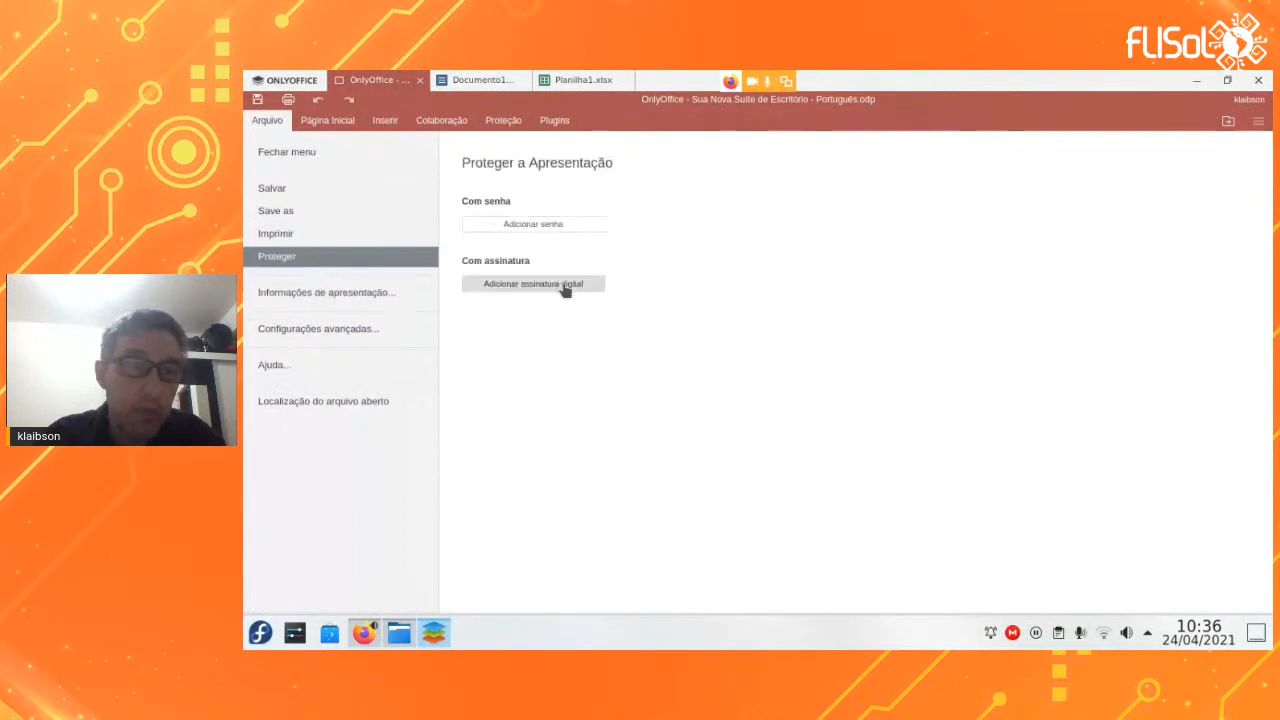 FLISoL
ONLYOFFICE
OnlyOffice - ...
Documento1...
Planilha1.xlsx
OnlyOffice - Sua Nova Suíte de Escritório - Português.odp
klaibson
Arquivo
Página Inicial
Inserir
Colaboração
Proteção
Plugins
Fechar menu
Salvar
Save as
Imprimir
Proteger
Informações de apresentação...
Configurações avançadas...
Ajuda...
Localização do arquivo aberto
Proteger a Apresentação
Com senha
Adicionar senha
Com assinatura
Adicionar assinatura digital
klaibson
10:36
24/04/2021